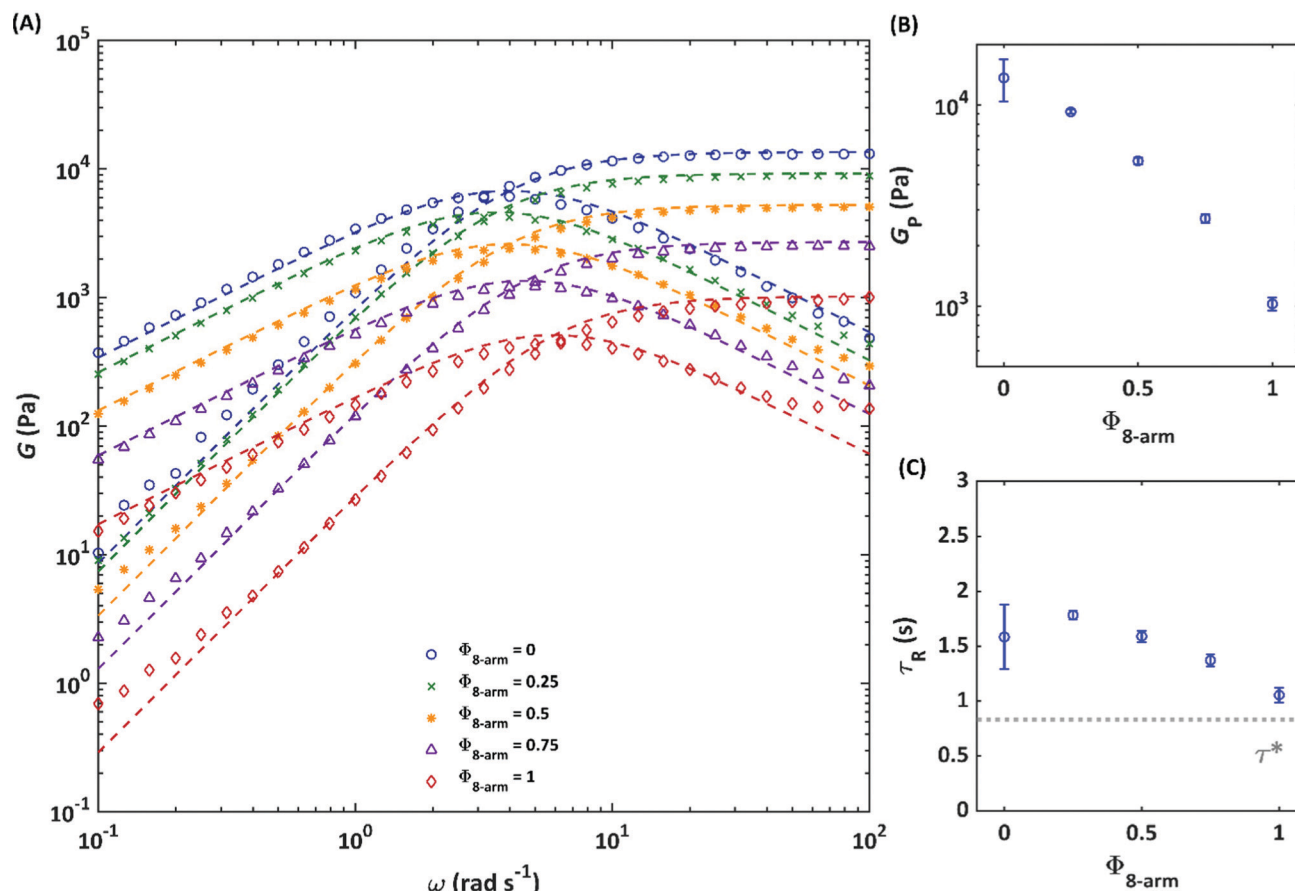 (A)
10^5
10^4
10^3
10^2
10^1
10^0
10^-1
G (Pa)
Φ8-arm = 0
Φ8-arm = 0.25
Φ8-arm = 0.5
Φ8-arm = 0.75
Φ8-arm = 1
10^-1 10^0 10^1 10^2
ω (rad s^-1)
(B)
10^4
10^3
G_P (Pa)
0 0.5 1
Φ8-arm
(C)
3
2.5
2
1.5
1
0.5
0
τ_R (s)
τ*
0 0.5 1
Φ8-arm